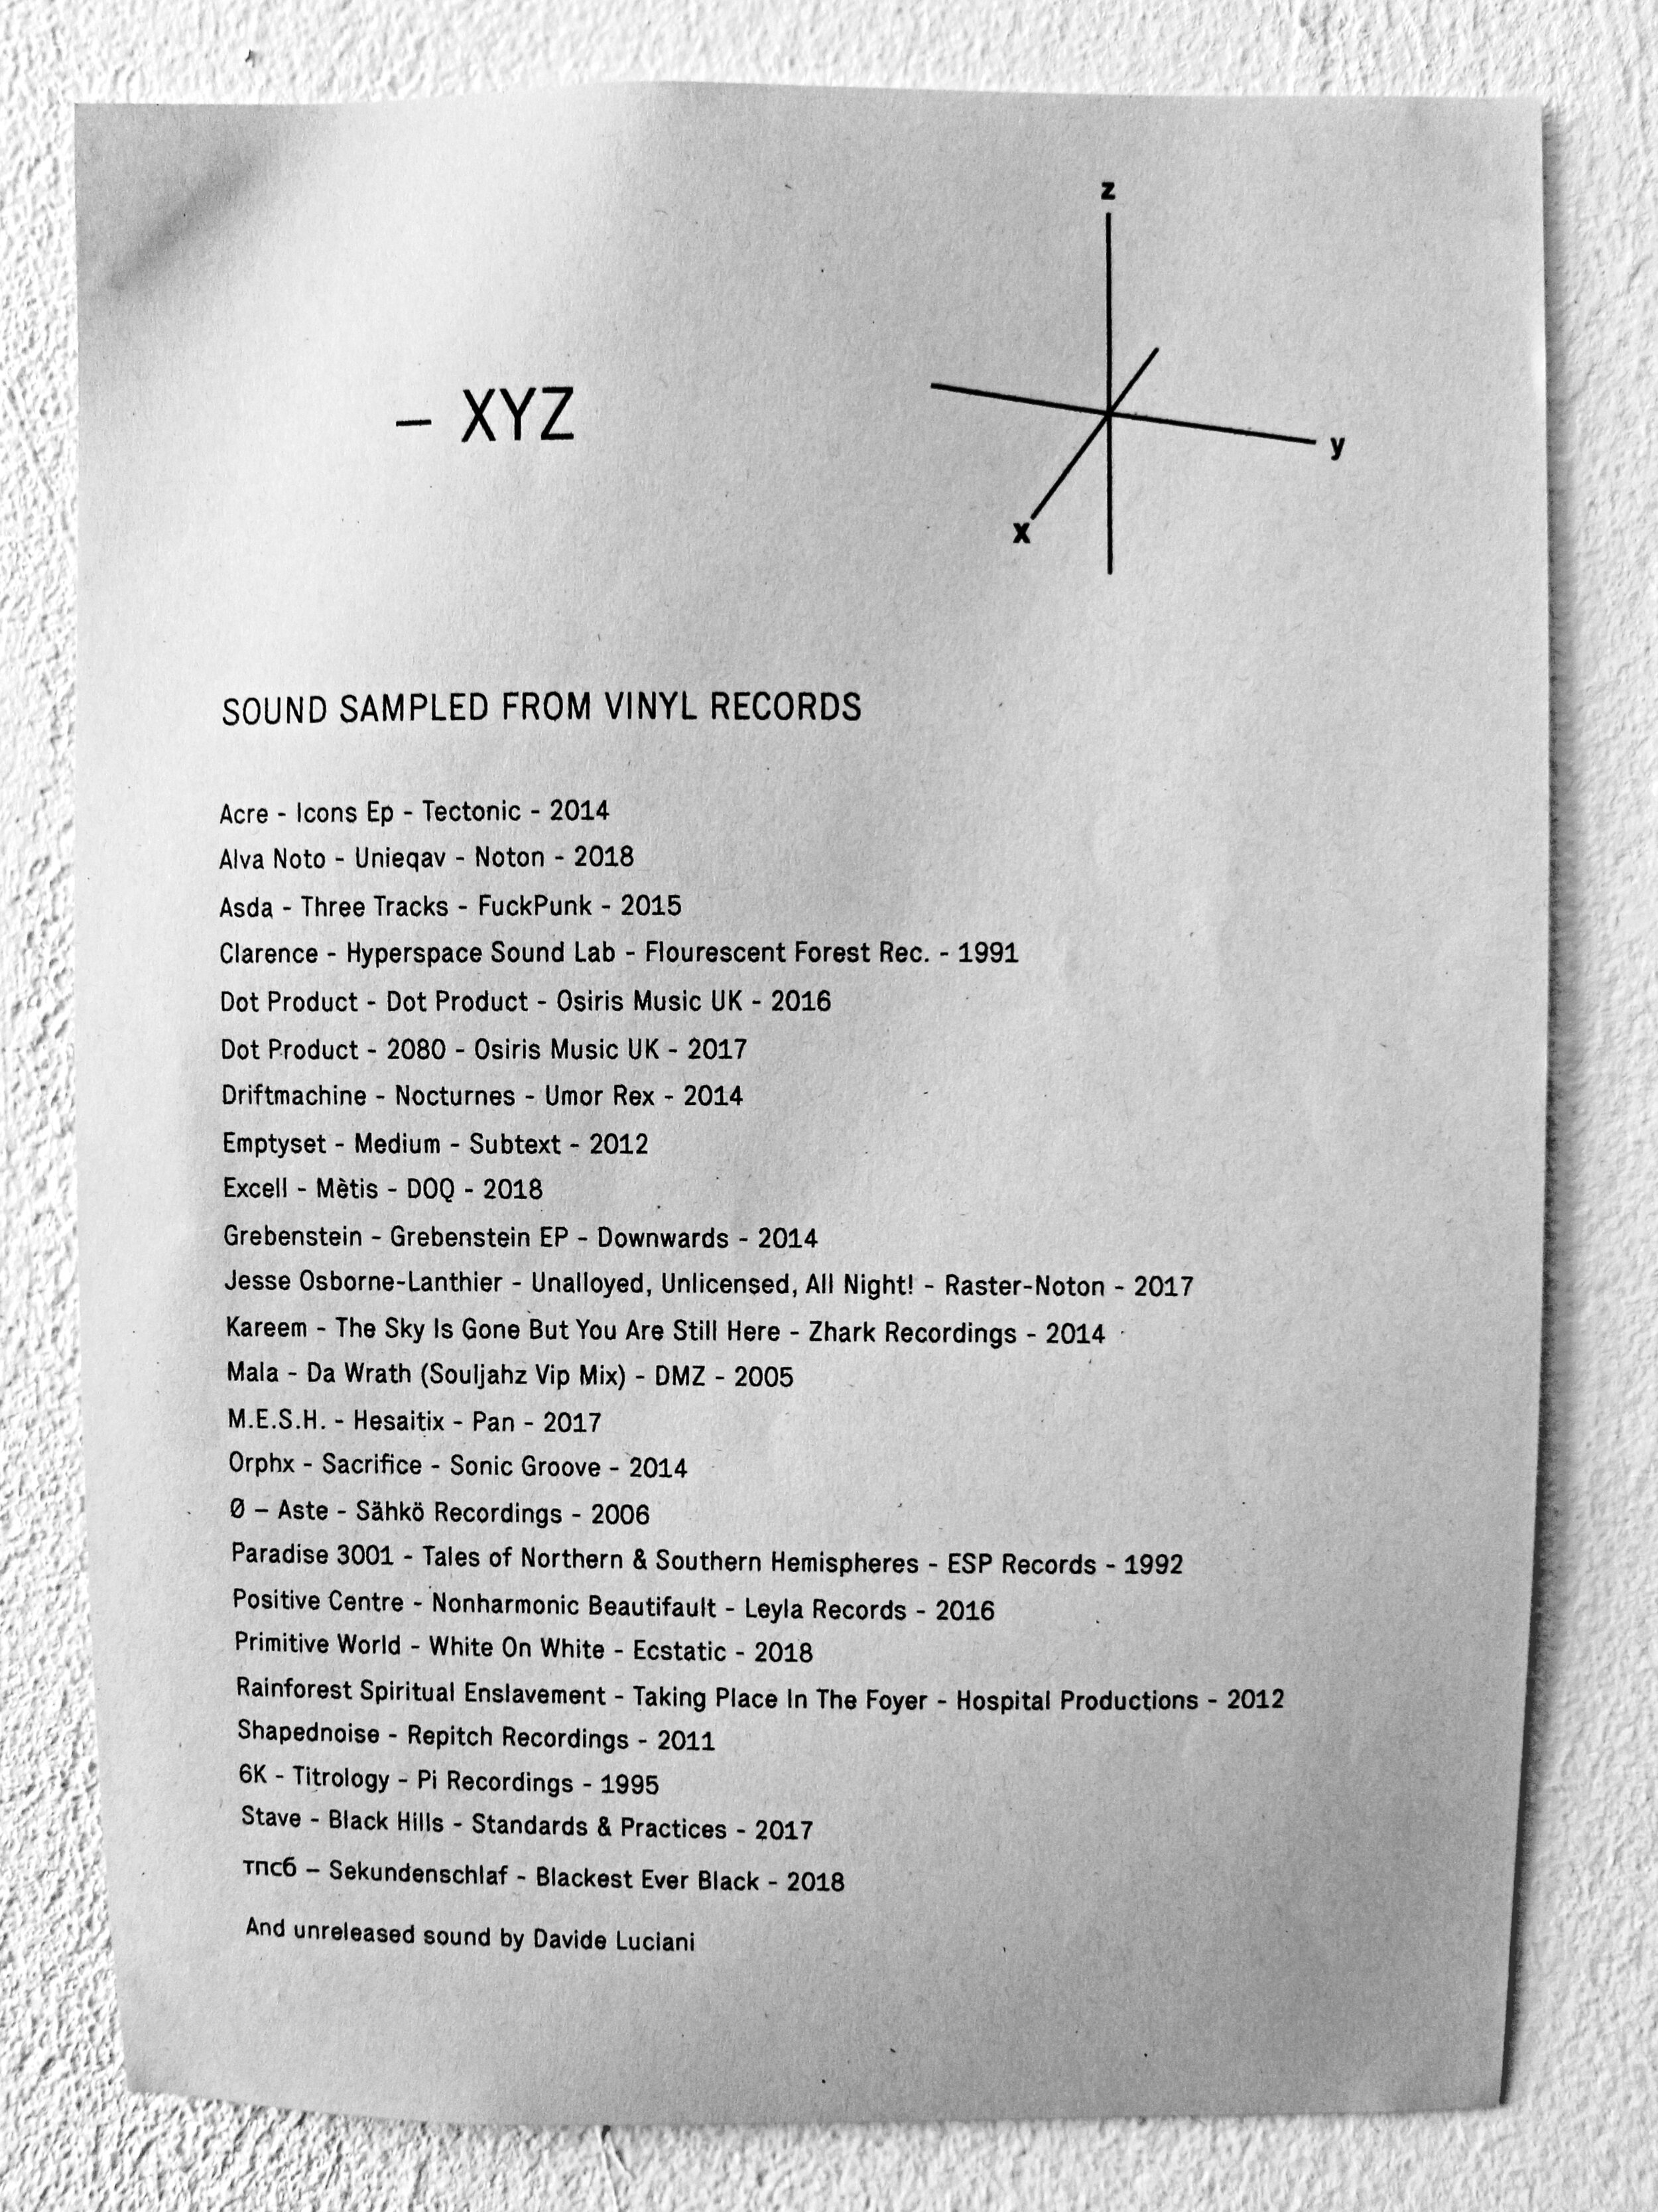 z
– XYZ
y
x
SOUND SAMPLED FROM VINYL RECORDS
Acre - Icons Ep - Tectonic - 2014
Alva Noto - Unieqav - Noton - 2018
Asda - Three Tracks - FuckPunk - 2015
Clarence - Hyperspace Sound Lab - Flourescent Forest Rec. - 1991
Dot Product - Dot Product - Osiris Music UK - 2016
Dot Product - 2080 - Osiris Music UK - 2017
Driftmachine - Nocturnes - Umor Rex - 2014
Emptyset - Medium - Subtext - 2012
Excell - Mètis - DOQ - 2018
Grebenstein - Grebenstein EP - Downwards - 2014
Jesse Osborne-Lanthier - Unalloyed, Unlicensed, All Night! - Raster-Noton - 2017
Kareem - The Sky Is Gone But You Are Still Here - Zhark Recordings - 2014
Mala - Da Wrath (Souljahz Vip Mix) - DMZ - 2005
M.E.S.H. - Hesaitix - Pan - 2017
Orphx - Sacrifice - Sonic Groove - 2014
Ø – Aste - Sähkö Recordings - 2006
Paradise 3001 - Tales of Northern & Southern Hemispheres - ESP Records - 1992
Positive Centre - Nonharmonic Beautifault - Leyla Records - 2016
Primitive World - White On White - Ecstatic - 2018
Rainforest Spiritual Enslavement - Taking Place In The Foyer - Hospital Productions - 2012
Shapednoise - Repitch Recordings - 2011
6K - Titrology - Pi Recordings - 1995
Stave - Black Hills - Standards & Practices - 2017
тпсб – Sekundenschlaf - Blackest Ever Black - 2018
And unreleased sound by Davide Luciani